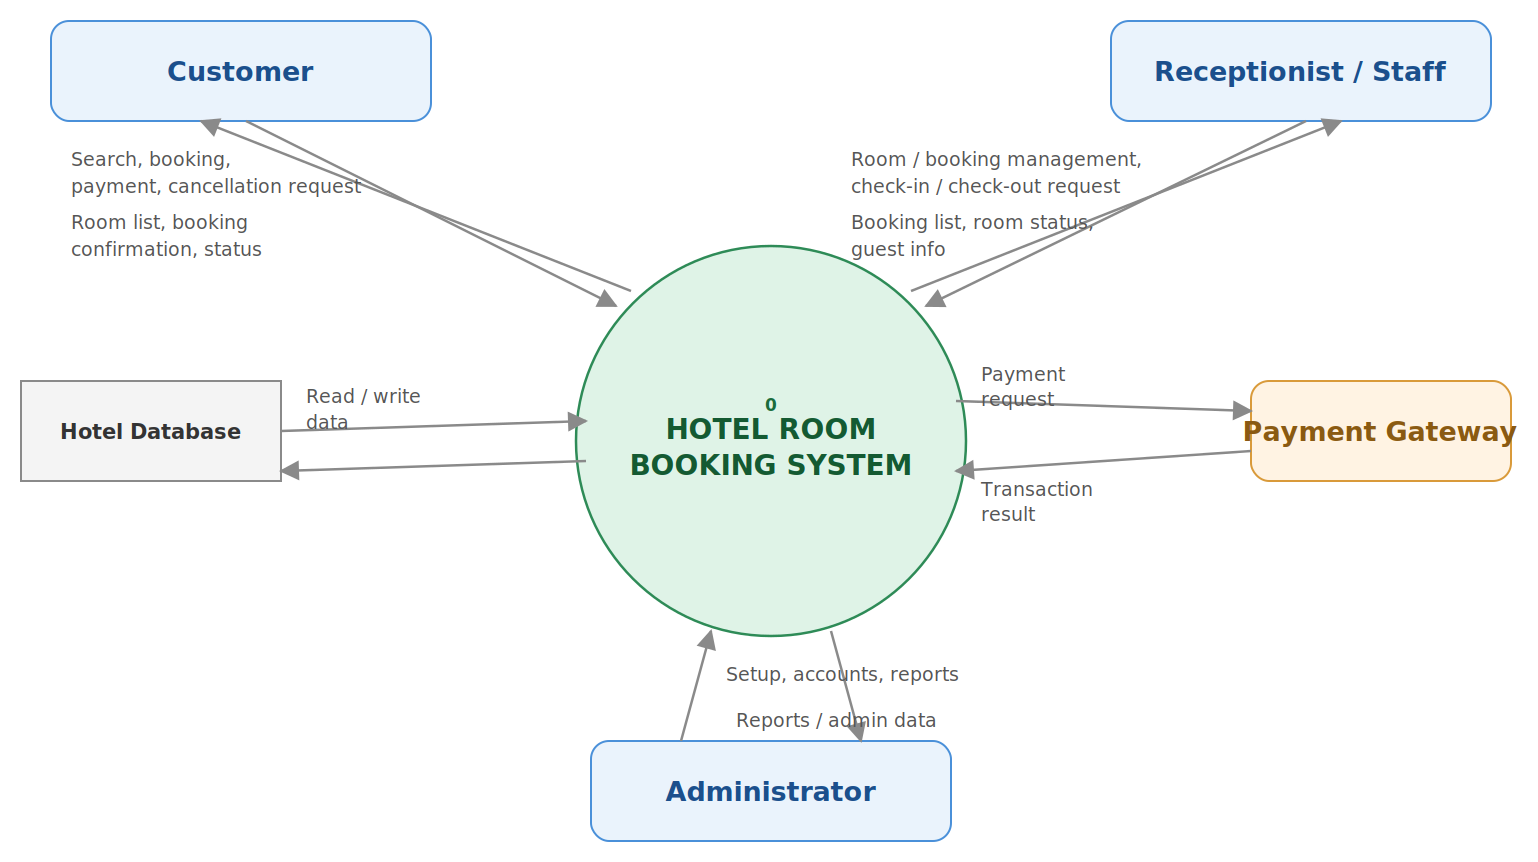 Customer
Receptionist / Staff
Search, booking,
payment, cancellation request
Room list, booking
confirmation, status
Room / booking management,
check-in / check-out request
Booking list, room status,
guest info
Hotel Database
Read / write
data
0
HOTEL ROOM
BOOKING SYSTEM
Payment
request
Payment Gateway
Transaction
result
Setup, accounts, reports
Reports / admin data
Administrator